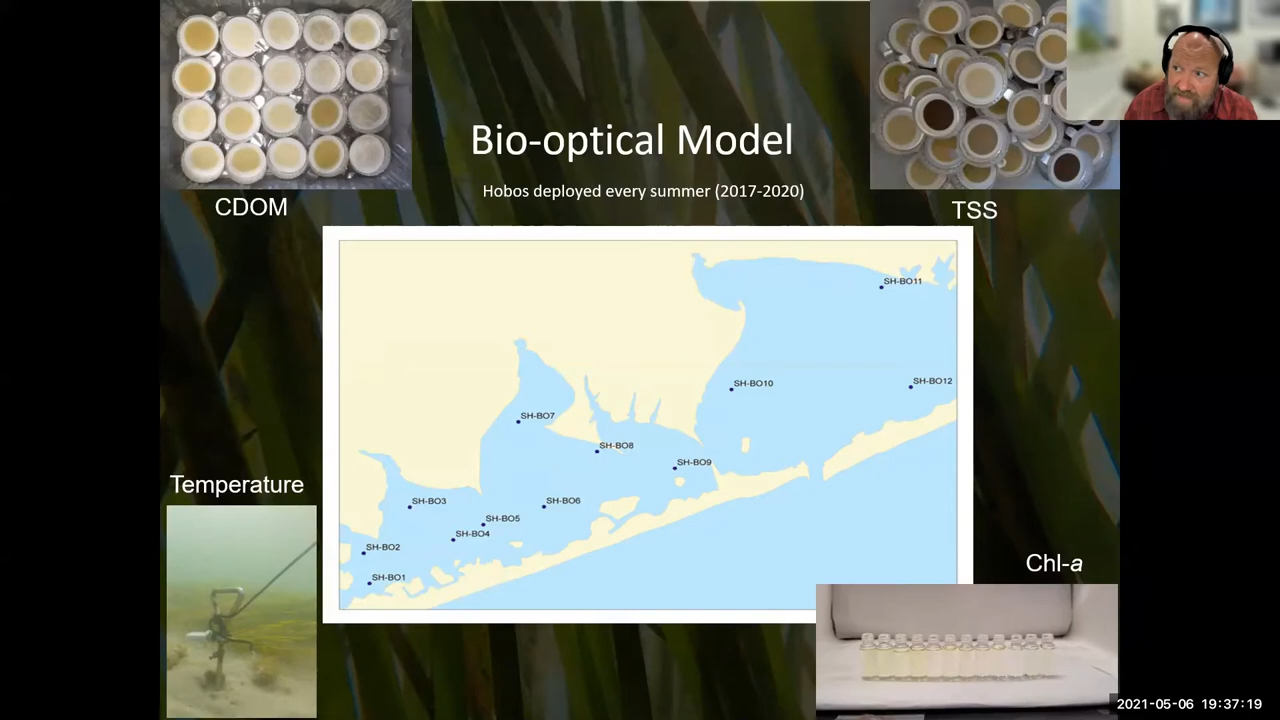 Bio-optical Model
Hobos deployed every summer (2017-2020)
CDOM
TSS
SH-BO11
SH-BO10
SH-BO12
SH-BO7
SH-BO8
SH-BO9
Temperature
SH-BO3
SH-BO6
SH-BO5
SH-BO4
SH-BO2
SH-BO1
Chl-a
2021-05-06 19:37:19